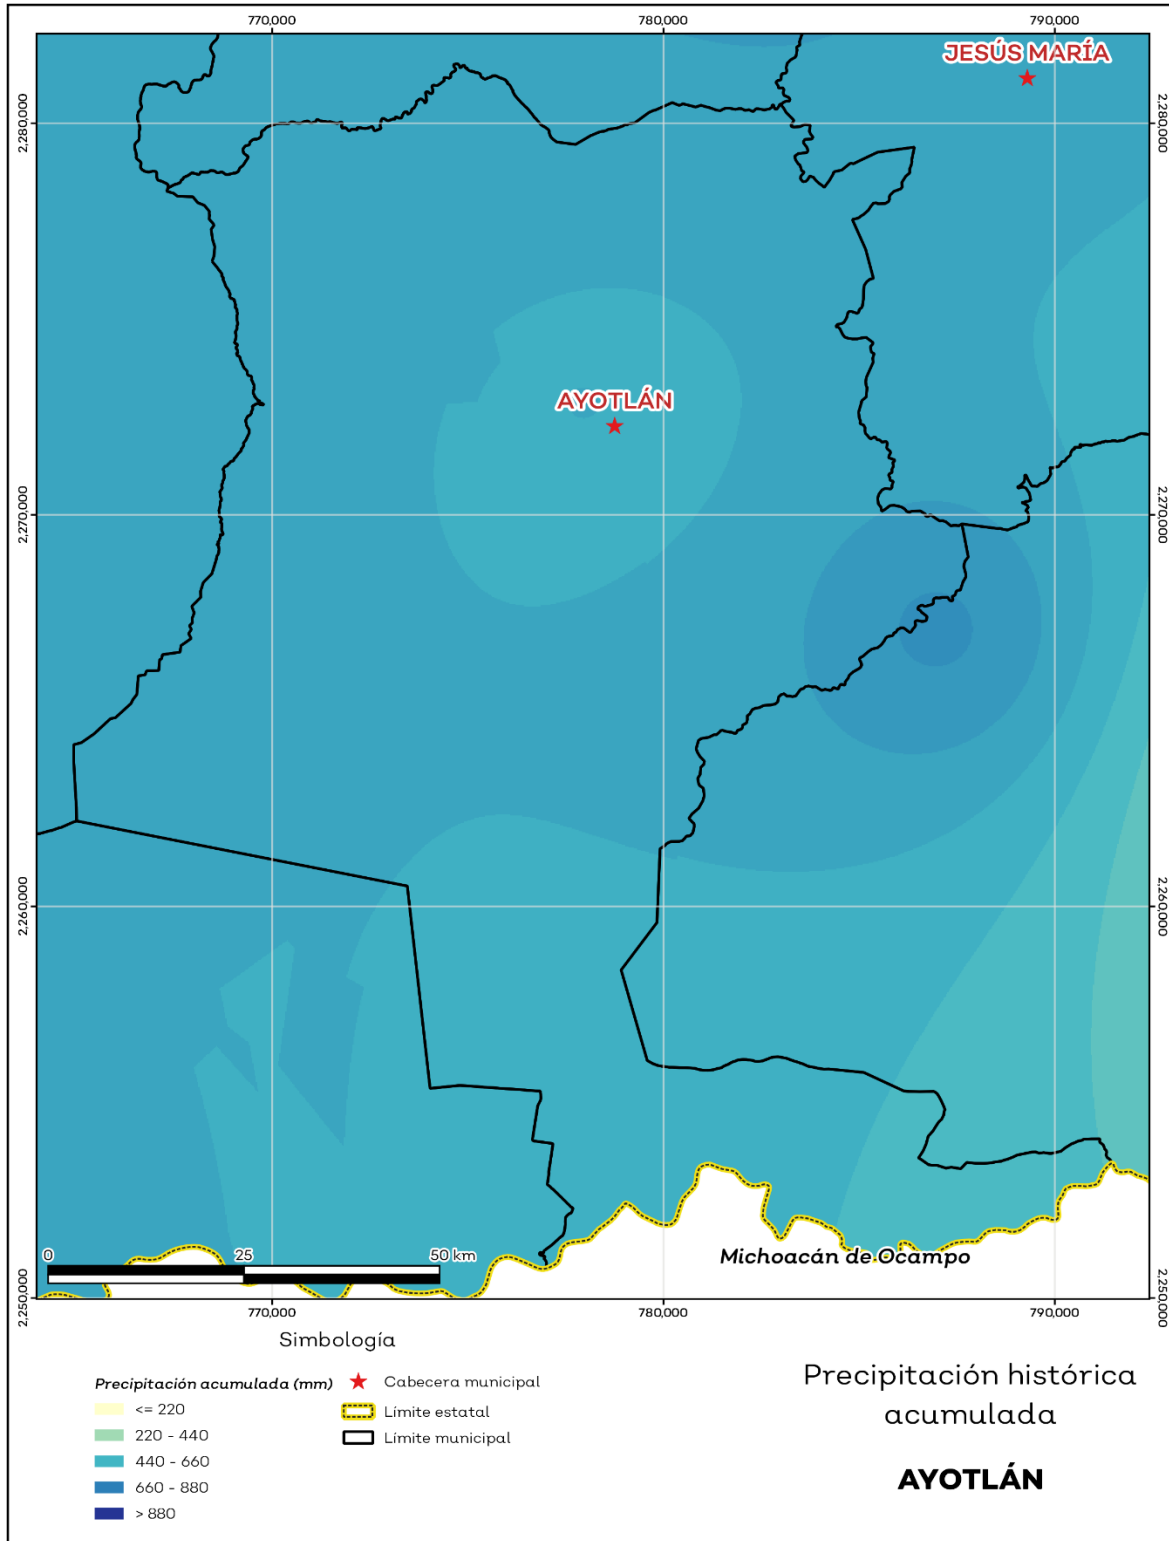 770,000
780,000
790,000
JESÚS MARÍA
2,280,000
2,280,000
AYOTLÁN
2,270,000
2,270,000
2,260,000
2,260,000
0
25
50 km
Michoacán de Ocampo
2,250,000
2,250,000
770,000
780,000
790,000
Simbología
Precipitación acumulada (mm)
<= 220
220 - 440
440 - 660
660 - 880
> 880
Cabecera municipal
Límite estatal
Límite municipal
Precipitación histórica
acumulada
AYOTLÁN